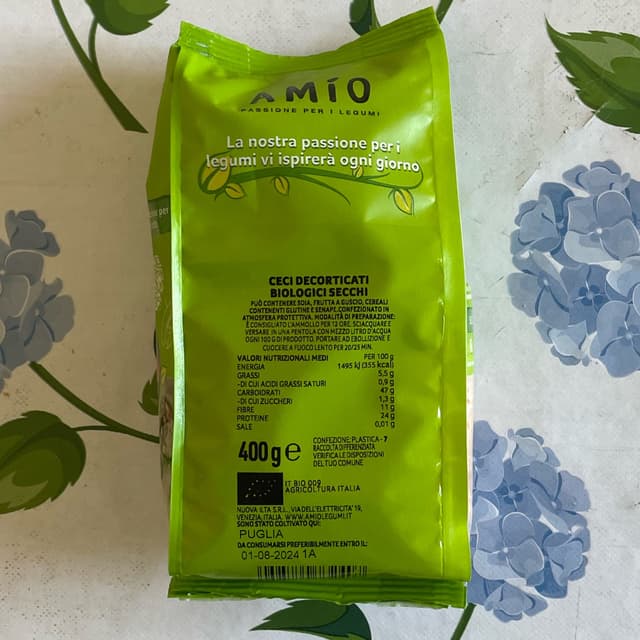 AMÍO
PASSIONE PER I LEGUMI
La nostra passione per i
legumi vi ispirerà ogni giorno
CECI DECORTICATI
BIOLOGICI SECCHI
PUÒ CONTENERE SOIA, FRUTTA A GUSCIO, CEREALI
CONTENENTI GLUTINE E SENAPE. CONFEZIONATO IN
ATMOSFERA PROTETTIVA. MODALITÀ DI PREPARAZIONE:
È CONSIGLIATO L'AMMOLLO PER 12 ORE. SCIACQUARE E
VERSARE IN UNA PENTOLA CON MEZZO LITRO D'ACQUA
OGNI 100 G DI PRODOTTO. PORTARE AD EBOLLIZIONE E
CUOCERE A FUOCO LENTO PER 20/25 MIN.
VALORI NUTRIZIONALI MEDI PER 100 g
ENERGIA 1495 kJ (355 kcal)
GRASSI 5,5 g
-DI CUI ACIDI GRASSI SATURI 0,9 g
CARBOIDRATI 47 g
-DI CUI ZUCCHERI 1,3 g
FIBRE 11 g
PROTEINE 24 g
SALE 0,01 g
400 g e
CONFEZIONE: PLASTICA - 7
RACCOLTA DIFFERENZIATA
VERIFICA LE DISPOSIZIONI
DEL TUO COMUNE.
IT BIO 009
AGRICOLTURA ITALIA
NUOVA ILTA S.R.L., VIA DELL'ELETTRICITA' 19,
VENEZIA, ITALIA. WWW.AMIOLEGUMI.IT
SONO STATO COLTIVATO QUI:
PUGLIA
DA CONSUMARSI PREFERIBILMENTE ENTRO IL:
01-08-2024 1A